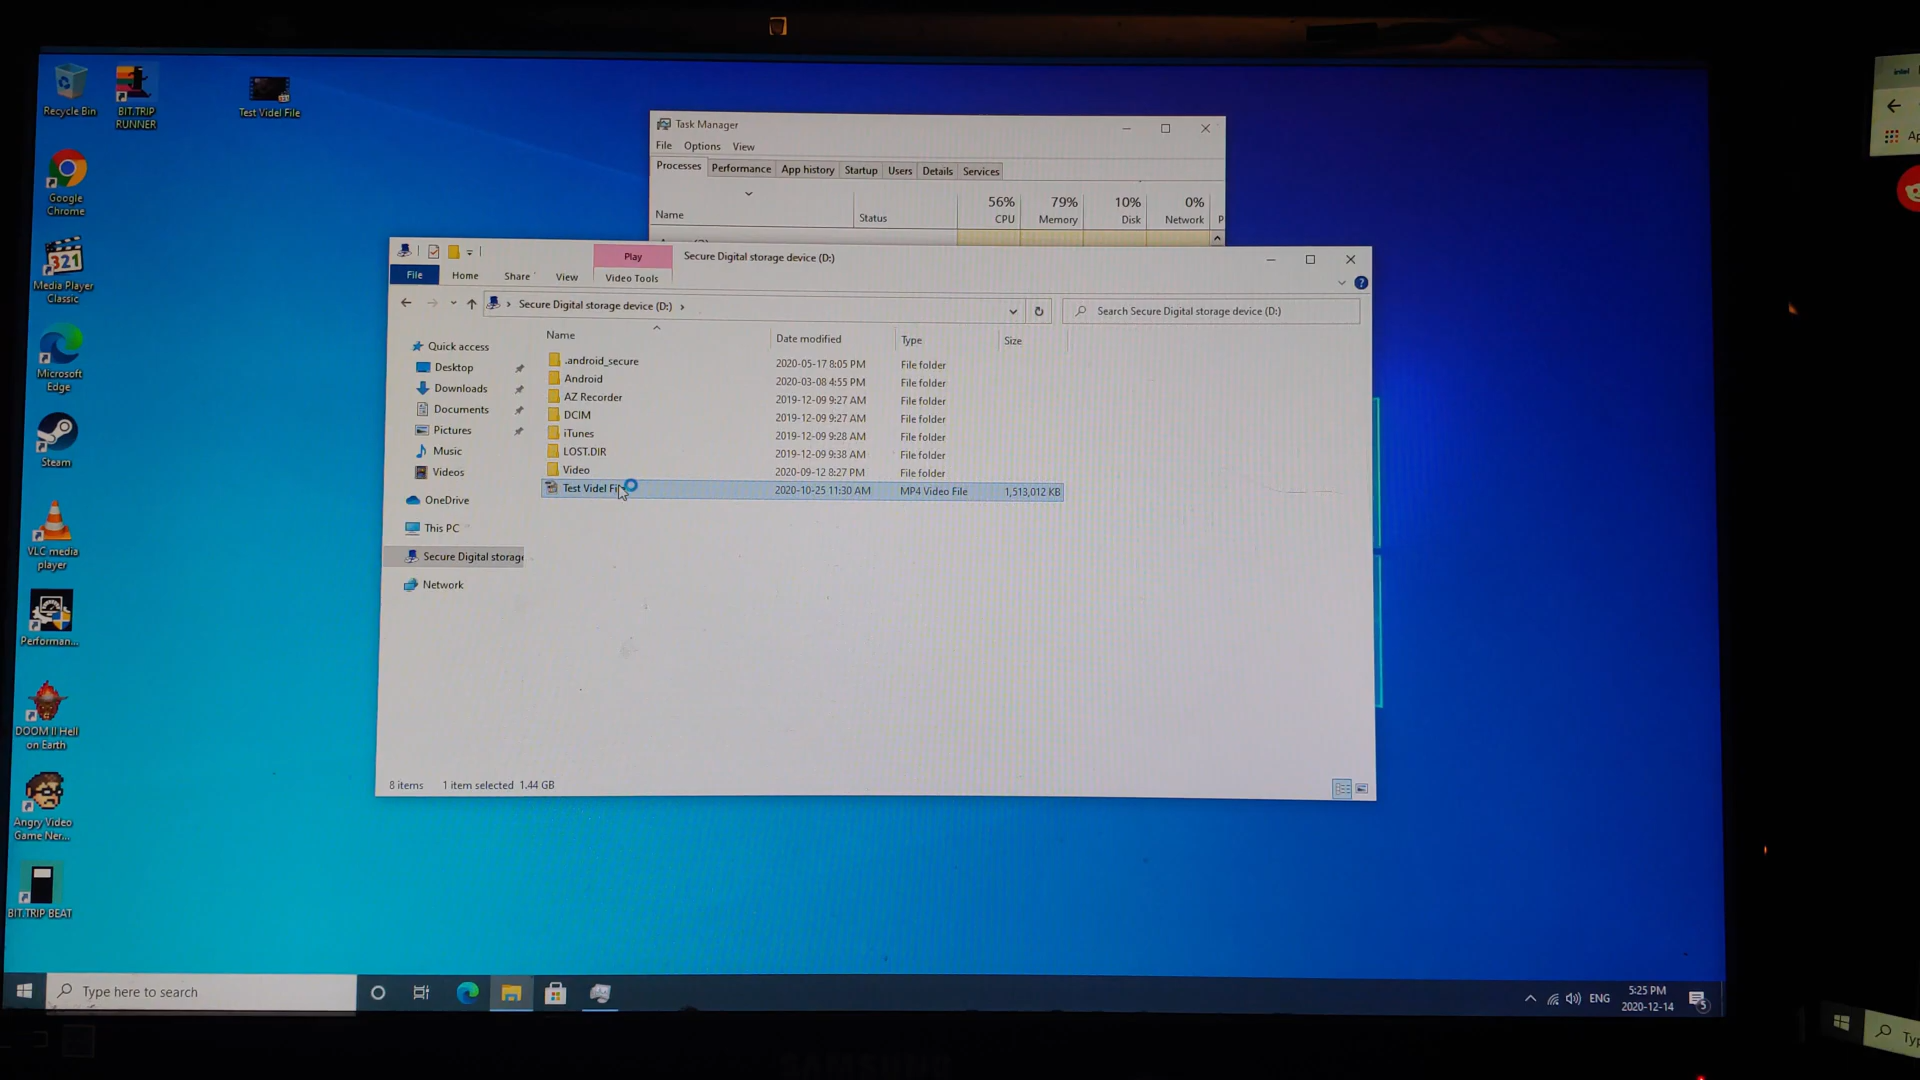 Recycle Bin
BIT.TRIP
RUNNER
Test Videl File
Google
Chrome
321
Media Player
Classic
Microsoft
Edge
Steam
VLC media
player
Performan...
DOOM II Hell
on Earth
Angry Video
Game Ner...
BIT.TRIP BEAT
Task Manager
File Options View
Processes Performance App history Startup Users Details Services
56% 79% 10% 0%
Name Status CPU Memory Disk Network P
Play Secure Digital storage device (D:)
File Home Share View Video Tools
Secure Digital storage device (D:) Search Secure Digital storage device (D:)
Name Date modified Type Size
.android_secure 2020-05-17 8:05 PM File folder
Android 2020-03-08 4:55 PM File folder
AZ Recorder 2019-12-09 9:27 AM File folder
DCIM 2019-12-09 9:27 AM File folder
iTunes 2019-12-09 9:28 AM File folder
LOST.DIR 2019-12-09 9:38 AM File folder
Video 2020-09-12 8:27 PM File folder
Test Videl Fi 2020-10-25 11:30 AM MP4 Video File 1,513,012 KB
Quick access
Desktop
Downloads
Documents
Pictures
Music
Videos
OneDrive
This PC
Secure Digital storage
Network
8 items 1 item selected 1.44 GB
Type here to search
ENG
5:25 PM
2020-12-14
5
SAMSUNG
intel
Ap
Typ